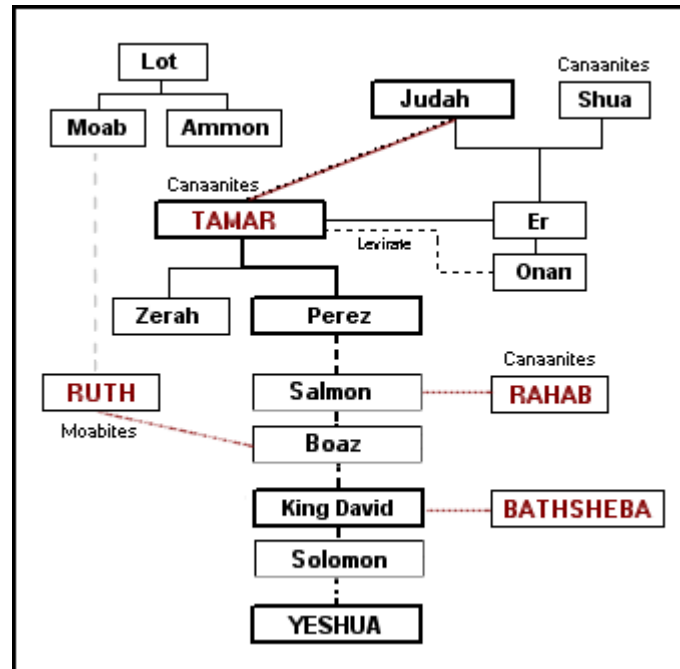 Lot
Canaanites
Judah
Shua
Moab
Ammon
Canaanites
TAMAR
Er
Levirate
Onan
Zerah
Perez
Canaanites
RUTH
Salmon
RAHAB
Moabites
Boaz
King David
BATHSHEBA
Solomon
YESHUA